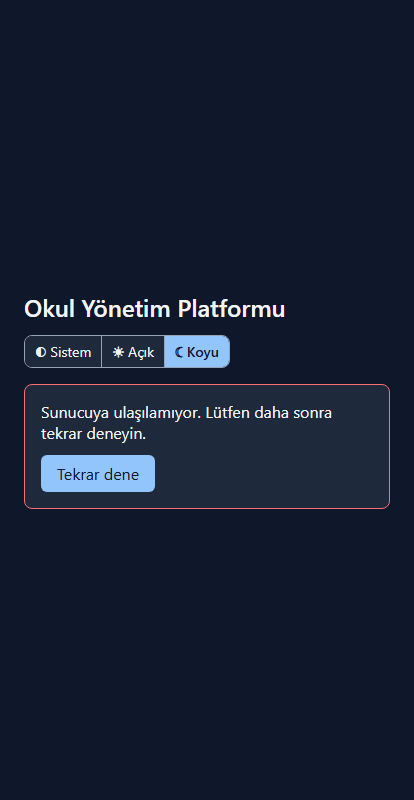 Okul Yönetim Platformu
Sistem Açık Koyu
Sunucuya ulaşılamıyor. Lütfen daha sonra
tekrar deneyin.
Tekrar dene